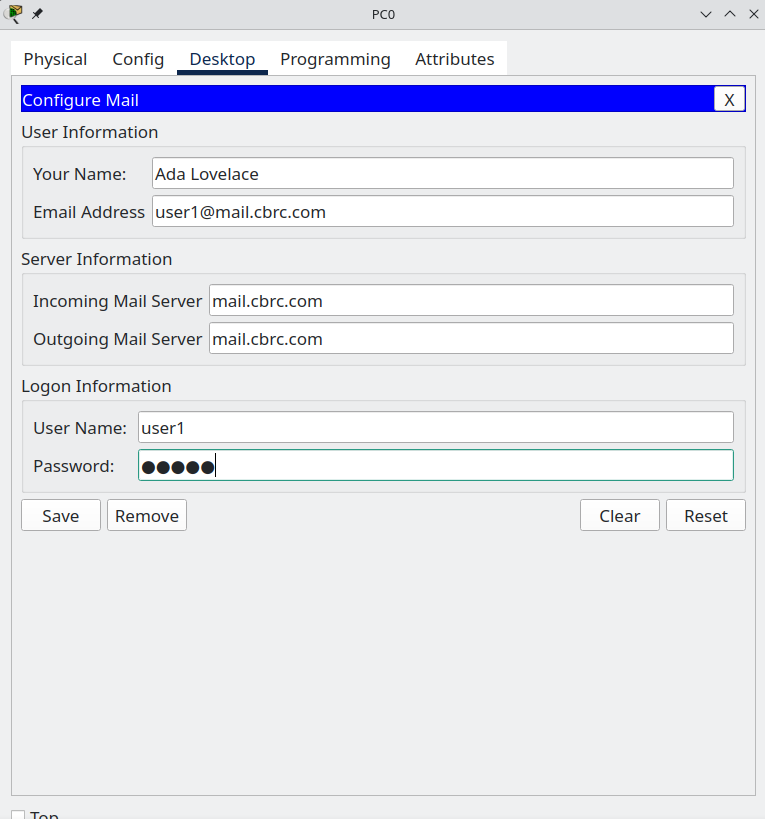 PC0
Physical Config Desktop Programming Attributes
Configure Mail X
User Information
Your Name: Ada Lovelace
Email Address user1@mail.cbrc.com
Server Information
Incoming Mail Server mail.cbrc.com
Outgoing Mail Server mail.cbrc.com
Logon Information
User Name: user1
Password: ●●●●●
Save Remove Clear Reset
Top